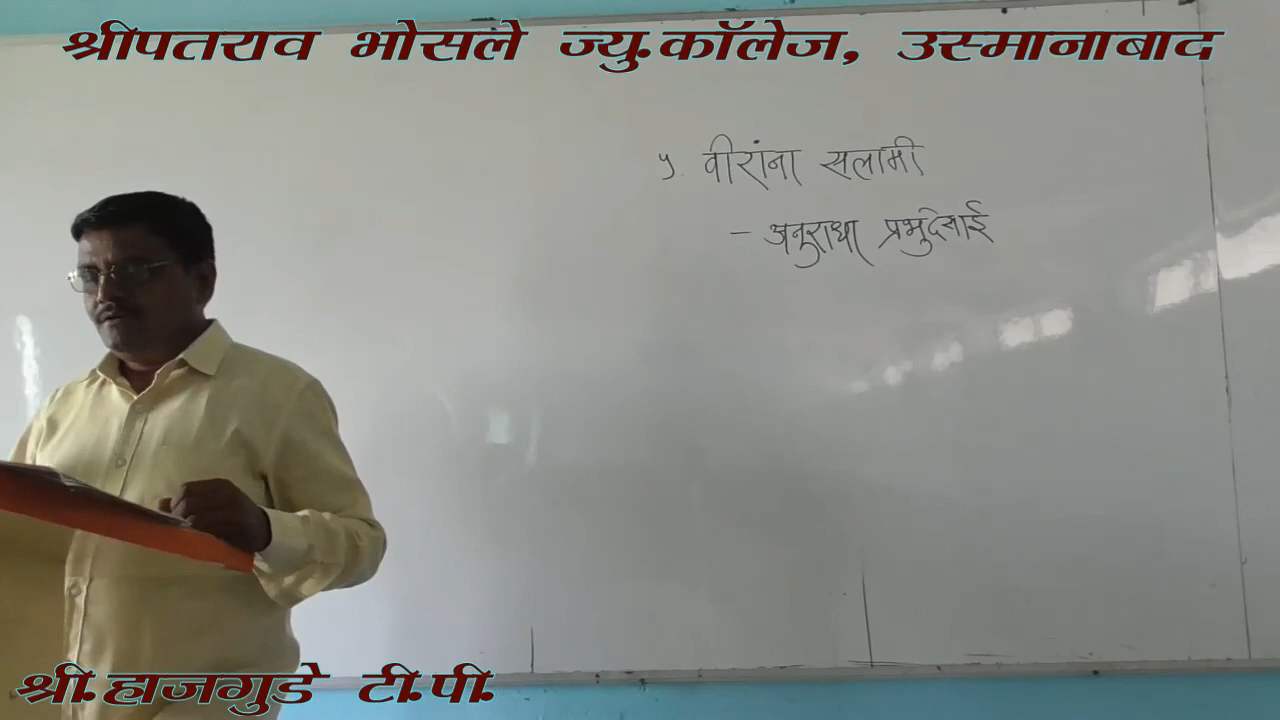 श्रीपतराव भोसले ज्यु.कॉलेज, उस्मानाबाद
५. वीरांना सलामी
- अनुराधा प्रभुदेसाई
श्री.हाजगुडे टी.पी.